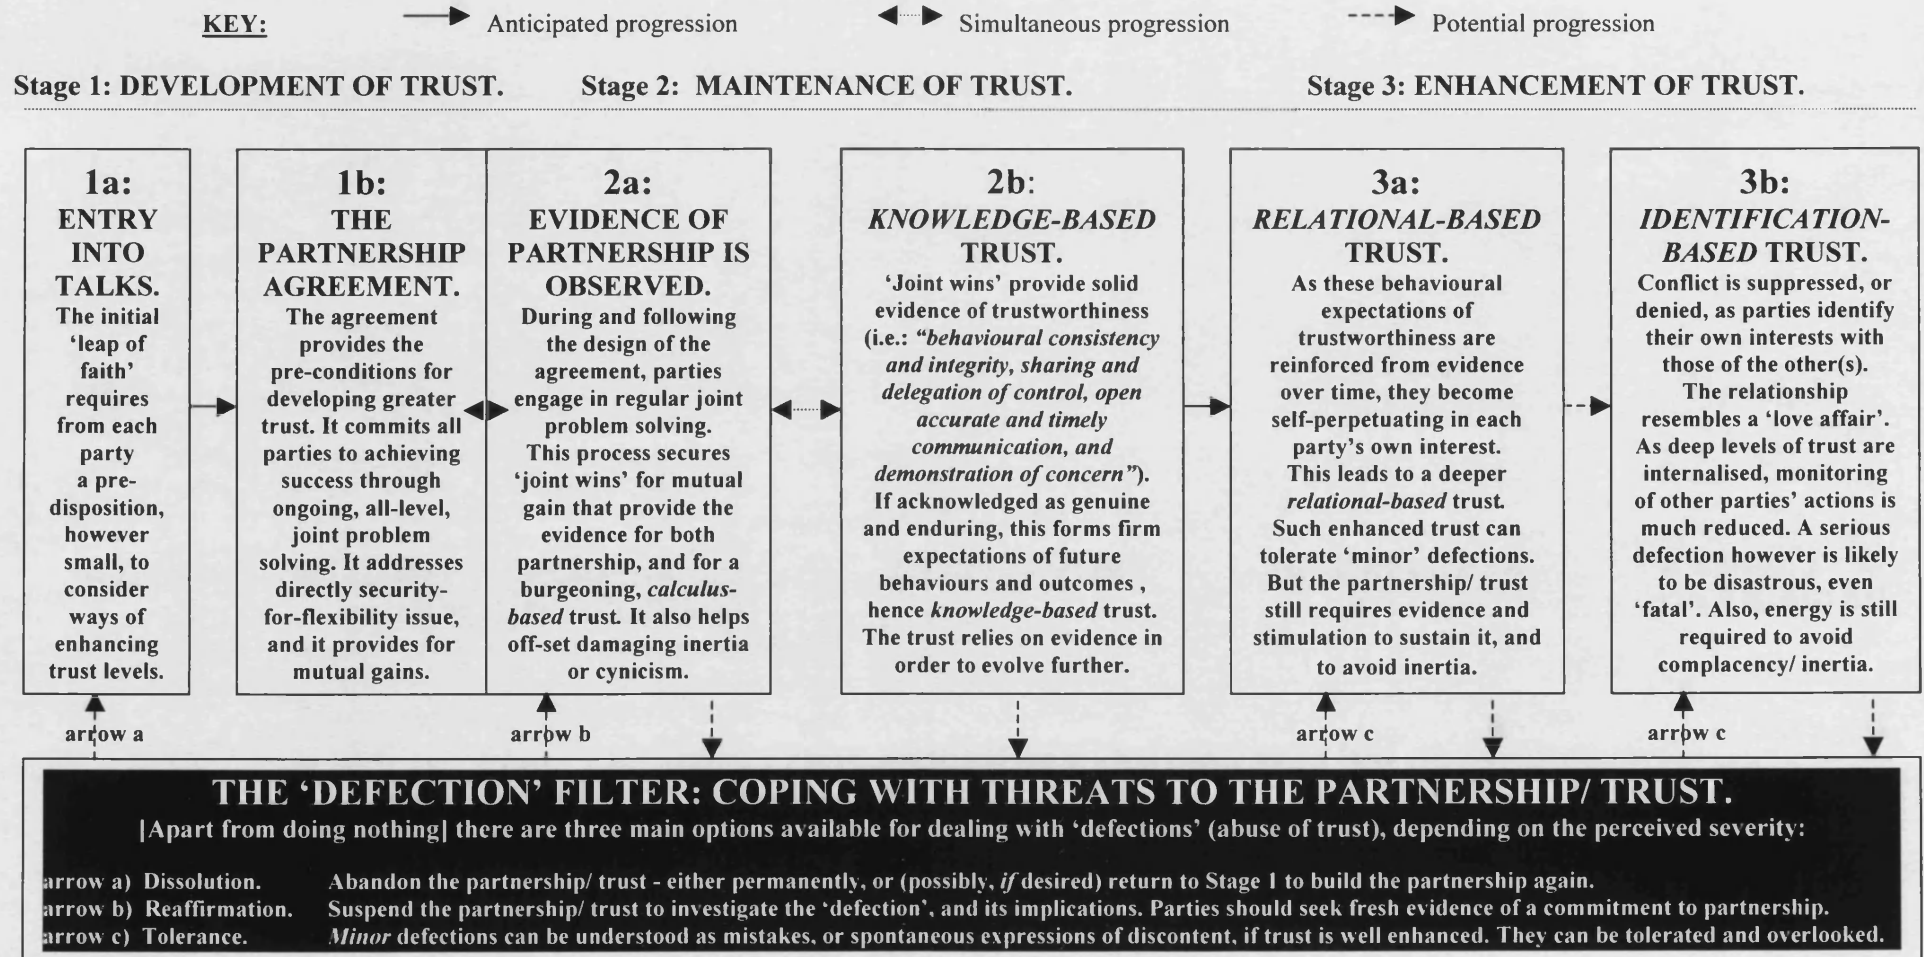 KEY: Anticipated progression Simultaneous progression Potential progression
Stage 1: DEVELOPMENT OF TRUST. Stage 2: MAINTENANCE OF TRUST. Stage 3: ENHANCEMENT OF TRUST.
1a:
ENTRY
INTO
TALKS.
The initial
‘leap of
faith’
requires
from each
party
a pre-
disposition,
however
small, to
consider
ways of
enhancing
trust levels.
1b:
THE
PARTNERSHIP
AGREEMENT.
The agreement
provides the
pre-conditions for
developing greater
trust. It commits all
parties to achieving
success through
ongoing, all-level,
joint problem
solving. It addresses
directly security-
for-flexibility issue,
and it provides for
mutual gains.
2a:
EVIDENCE OF
PARTNERSHIP IS
OBSERVED.
During and following
the design of the
agreement, parties
engage in regular joint
problem solving.
This process secures
‘joint wins’ for mutual
gain that provide the
evidence for both
partnership, and for a
burgeoning, calculus-
based trust. It also helps
off-set damaging inertia
or cynicism.
2b:
KNOWLEDGE-BASED
TRUST.
‘Joint wins’ provide solid
evidence of trustworthiness
(i.e.: “behavioural consistency
and integrity, sharing and
delegation of control, open
accurate and timely
communication, and
demonstration of concern”).
If acknowledged as genuine
and enduring, this forms firm
expectations of future
behaviours and outcomes ,
hence knowledge-based trust.
The trust relies on evidence in
order to evolve further.
3a:
RELATIONAL-BASED
TRUST.
As these behavioural
expectations of
trustworthiness are
reinforced from evidence
over time, they become
self-perpetuating in each
party’s own interest.
This leads to a deeper
relational-based trust.
Such enhanced trust can
tolerate ‘minor’ defections.
But the partnership/ trust
still requires evidence and
stimulation to sustain it, and
to avoid inertia.
3b:
IDENTIFICATION-
BASED TRUST.
Conflict is suppressed, or
denied, as parties identify
their own interests with
those of the other(s).
The relationship
resembles a ‘love affair’.
As deep levels of trust are
internalised, monitoring
of other parties’ actions is
much reduced. A serious
defection however is likely
to be disastrous, even
‘fatal’. Also, energy is still
required to avoid
complacency/ inertia.
arrow a arrow b arrow c arrow c
THE ‘DEFECTION’ FILTER: COPING WITH THREATS TO THE PARTNERSHIP/ TRUST.
[Apart from doing nothing] there are three main options available for dealing with ‘defections’ (abuse of trust), depending on the perceived severity:
arrow a) Dissolution. Abandon the partnership/ trust - either permanently, or (possibly, if desired) return to Stage 1 to build the partnership again.
arrow b) Reaffirmation. Suspend the partnership/ trust to investigate the ‘defection’, and its implications. Parties should seek fresh evidence of a commitment to partnership.
arrow c) Tolerance. Minor defections can be understood as mistakes, or spontaneous expressions of discontent, if trust is well enhanced. They can be tolerated and overlooked.